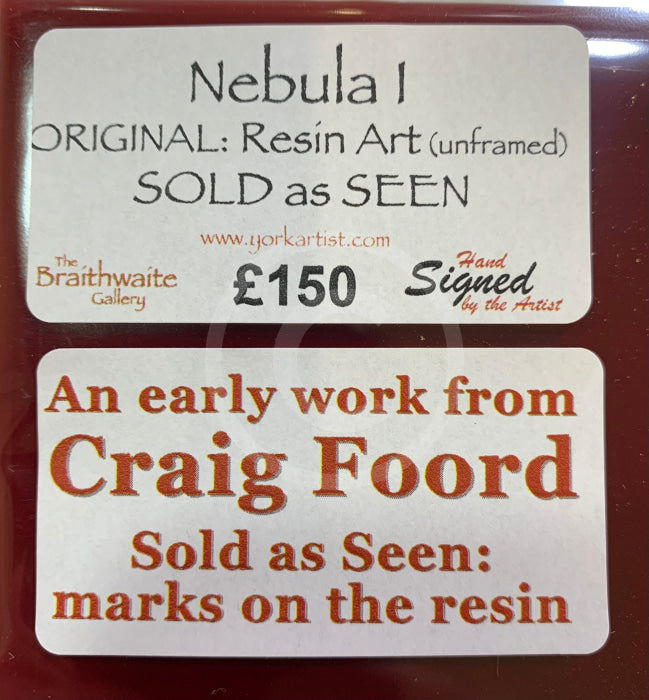 Nebula I
ORIGINAL: Resin Art (unframed)
SOLD as SEEN
www.yorkartist.com
The
Braithwaite
Gallery
£150
Hand
Signed
by the Artist
An early work from
Craig Foord
Sold as Seen:
marks on the resin